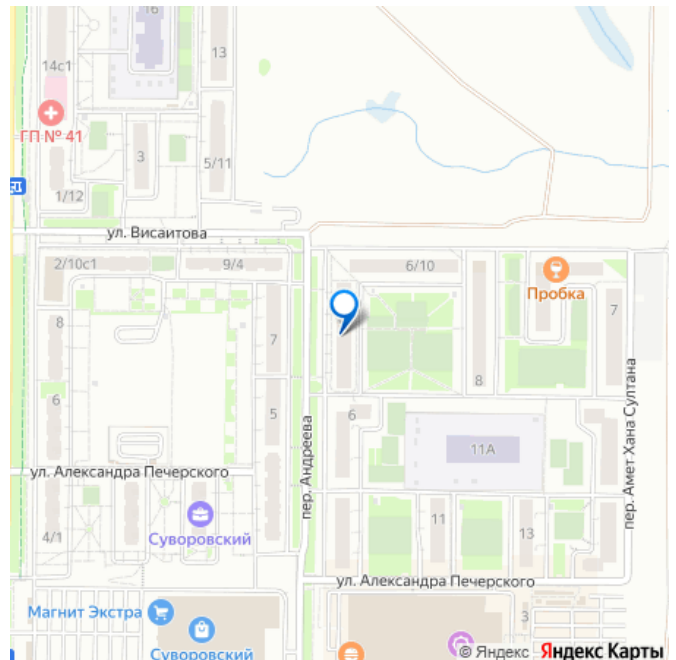 16
14с1
13
ГП № 41
3
5/11
1/12
ул. Висаитова
2/10с1
9/4
6/10
Пробка
7
8
7
8
6
5
6
пер. Андреева
пер. Амет Хана Султана
11А
ул. Александра Печерского
Суворовский
11
13
4/1
ул. Александра Печерского
Магнит Экстра
3
Суворовский
© Яндекс Яндекс Карты